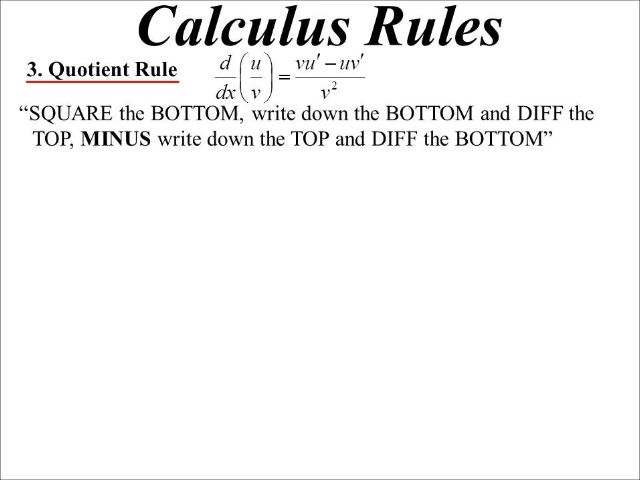 Calculus Rules
3. Quotient Rule d/dx (u/v) = vu′ − uv′ / v²
“SQUARE the BOTTOM, write down the BOTTOM and DIFF the
TOP, MINUS write down the TOP and DIFF the BOTTOM”